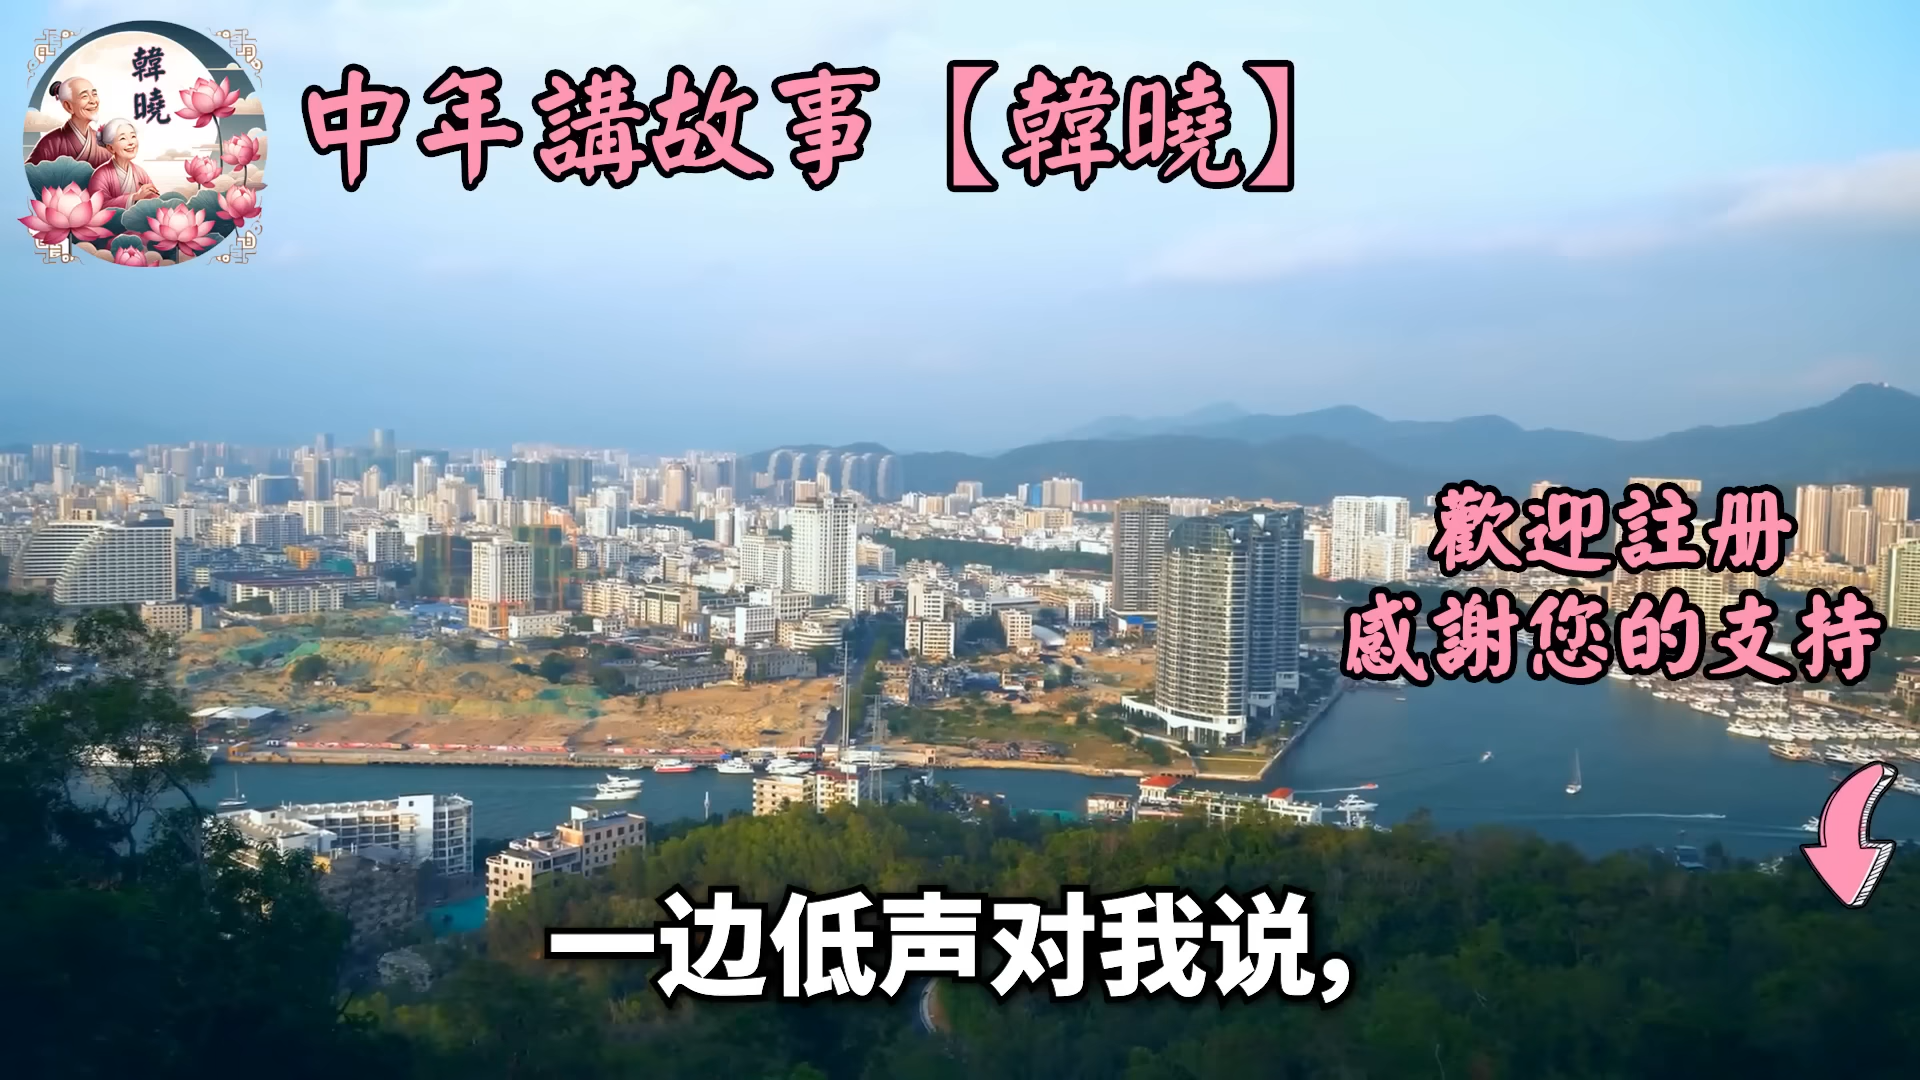 韓
曉
中年講故事【韓曉】
歡迎註册
感謝您的支持
一边低声对我说，